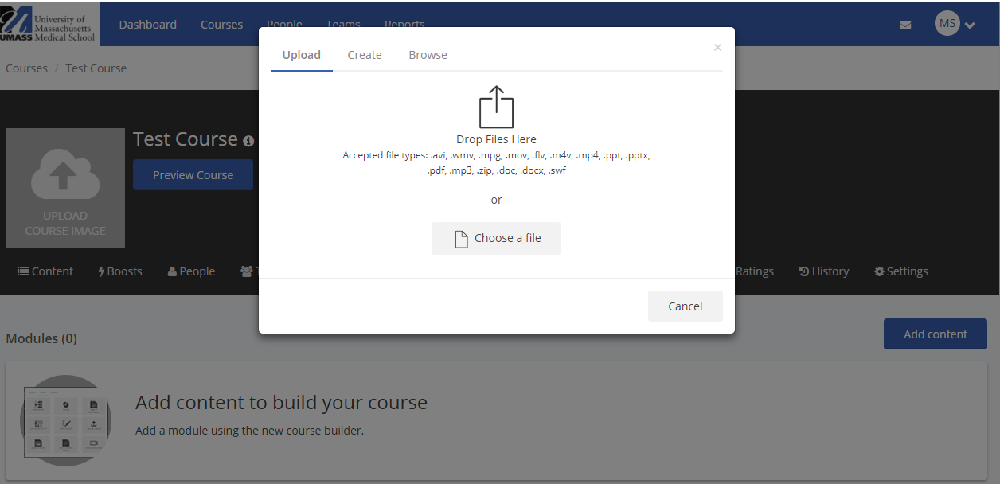 University of
Massachusetts
UMASS Medical School
Dashboard Courses People Teams Reports
MS
Courses / Test Course
Upload Create Browse
×
Drop Files Here
Accepted file types: .avi, .wmv, .mpg, .mov, .flv, .m4v, .mp4, .ppt, .pptx,
.pdf, .mp3, .zip, .doc, .docx, .swf
or
Choose a file
Cancel
Test Course
Preview Course
UPLOAD
COURSE IMAGE
Content Boosts People Ratings History Settings
Modules (0)
Add content
Add content to build your course
Add a module using the new course builder.